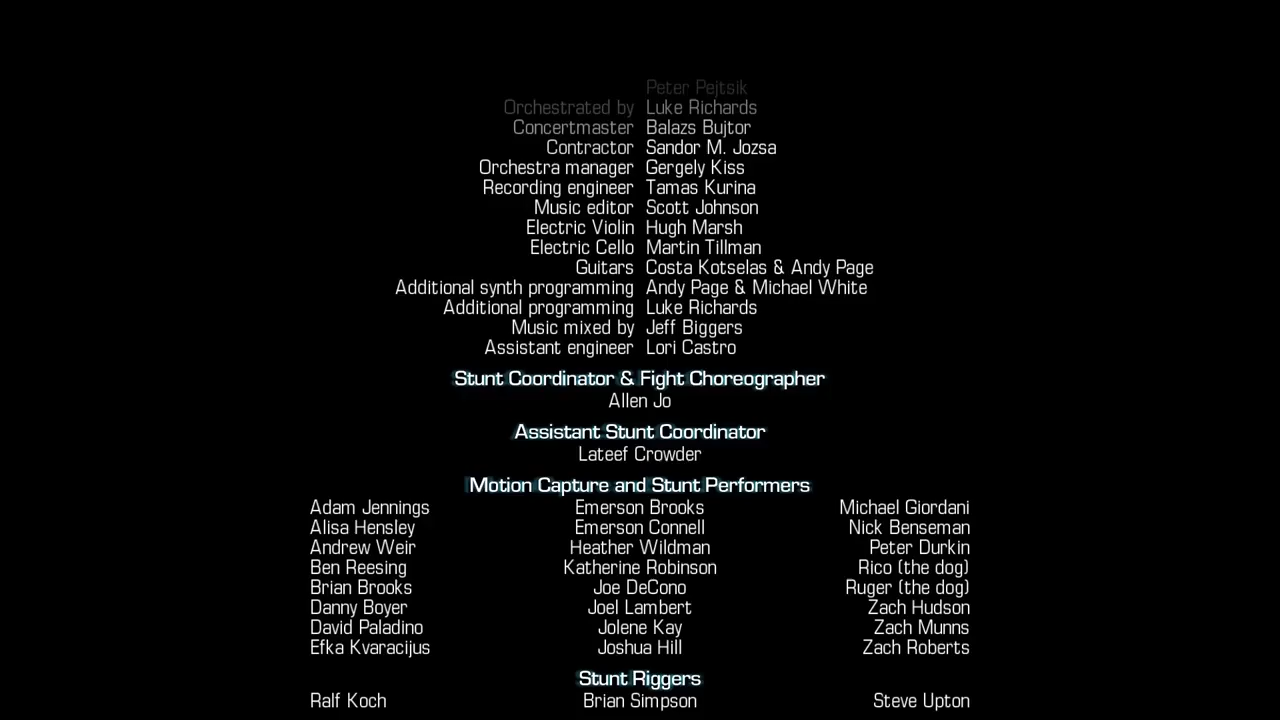 Peter Pejtsik
Orchestrated by Luke Richards
Concertmaster Balazs Bujtor
Contractor Sandor M. Jozsa
Orchestra manager Gergely Kiss
Recording engineer Tamas Kurina
Music editor Scott Johnson
Electric Violin Hugh Marsh
Electric Cello Martin Tillman
Guitars Costa Kotselas & Andy Page
Additional synth programming Andy Page & Michael White
Additional programming Luke Richards
Music mixed by Jeff Biggers
Assistant engineer Lori Castro
Stunt Coordinator & Fight Choreographer
Allen Jo
Assistant Stunt Coordinator
Lateef Crowder
Motion Capture and Stunt Performers
Adam Jennings Emerson Brooks Michael Giordani
Alisa Hensley Emerson Connell Nick Benseman
Andrew Weir Heather Wildman Peter Durkin
Ben Reesing Katherine Robinson Rico (the dog)
Brian Brooks Joe DeCono Ruger (the dog)
Danny Boyer Joel Lambert Zach Hudson
David Paladino Jolene Kay Zach Munns
Efka Kvaracijus Joshua Hill Zach Roberts
Stunt Riggers
Ralf Koch Brian Simpson Steve Upton